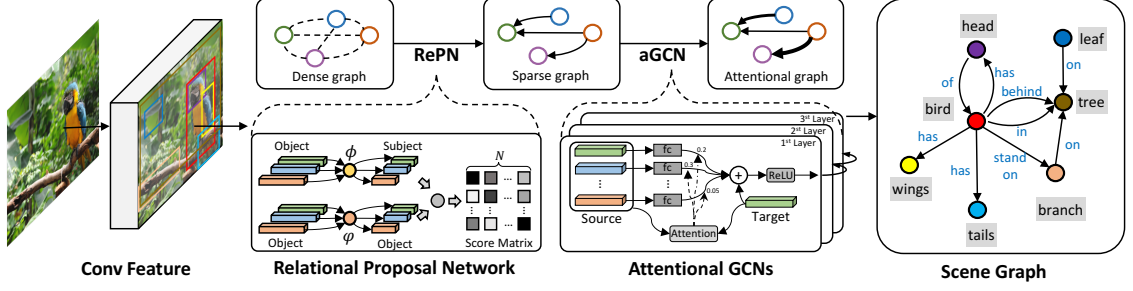 Dense graph
RePN
Sparse graph
aGCN
Attentional graph
Object
ϕ
Subject
N
Object
φ
Object
Score Matrix
3rd Layer
2nd Layer
1st Layer
fc
fc
fc
0.2
0.3
0.05
+
ReLU
Source
Attention
Target
head
leaf
of
has
behind
on
bird
tree
in
has
has
stand
on
on
wings
branch
tails
Conv Feature
Relational Proposal Network
Attentional GCNs
Scene Graph